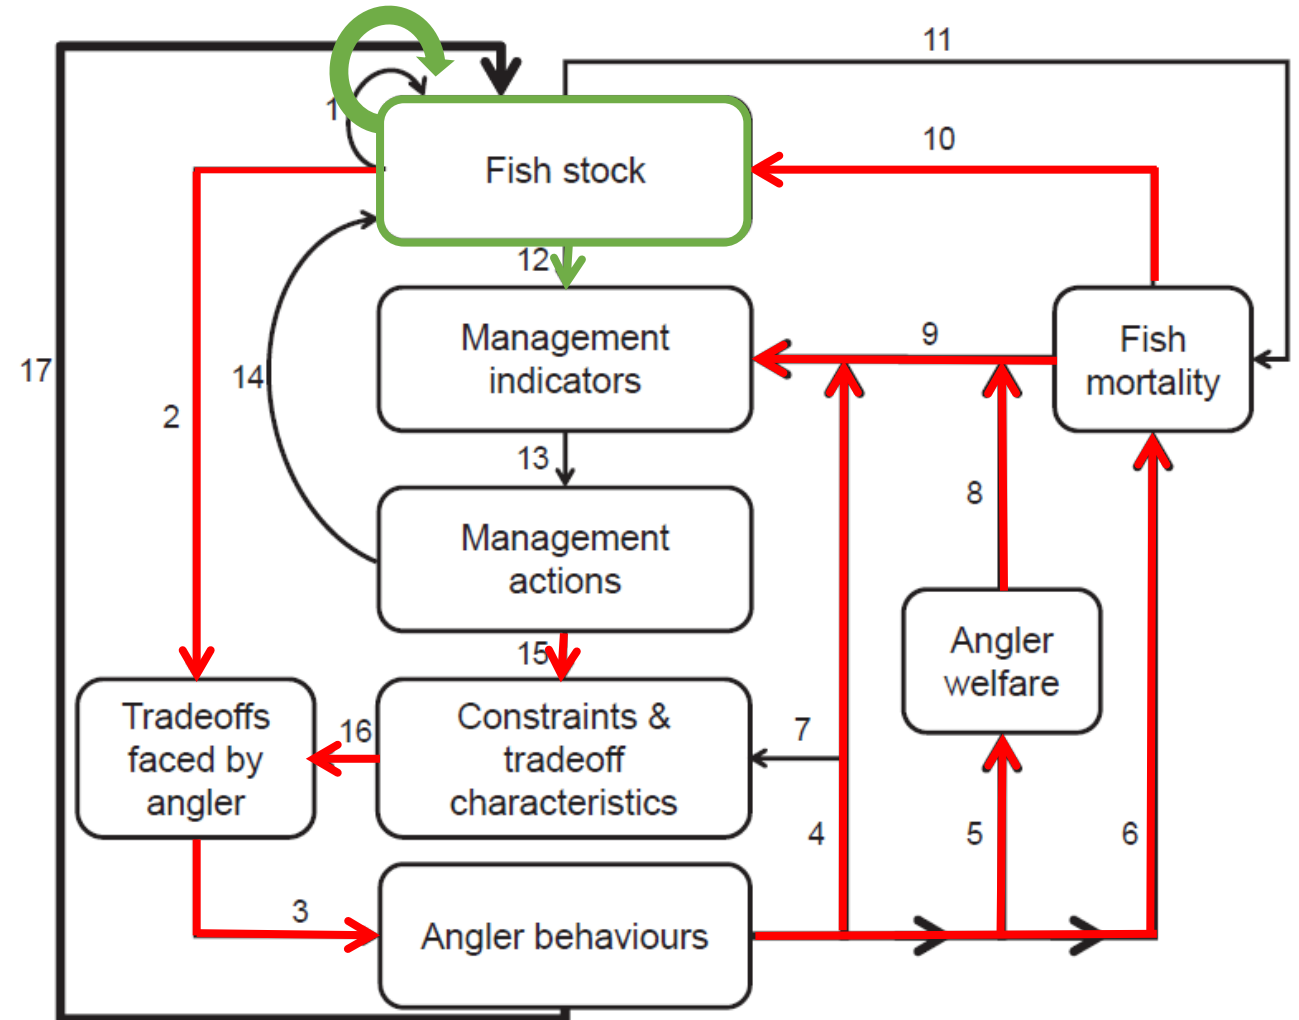 11
1
10
Fish stock
12
Management
indicators
9
Fish
mortality
17
14
2
13
8
Management
actions
15
Angler
welfare
Tradeoffs
faced by
angler
16
Constraints &
tradeoff
characteristics
7
4
5
6
3
Angler behaviours